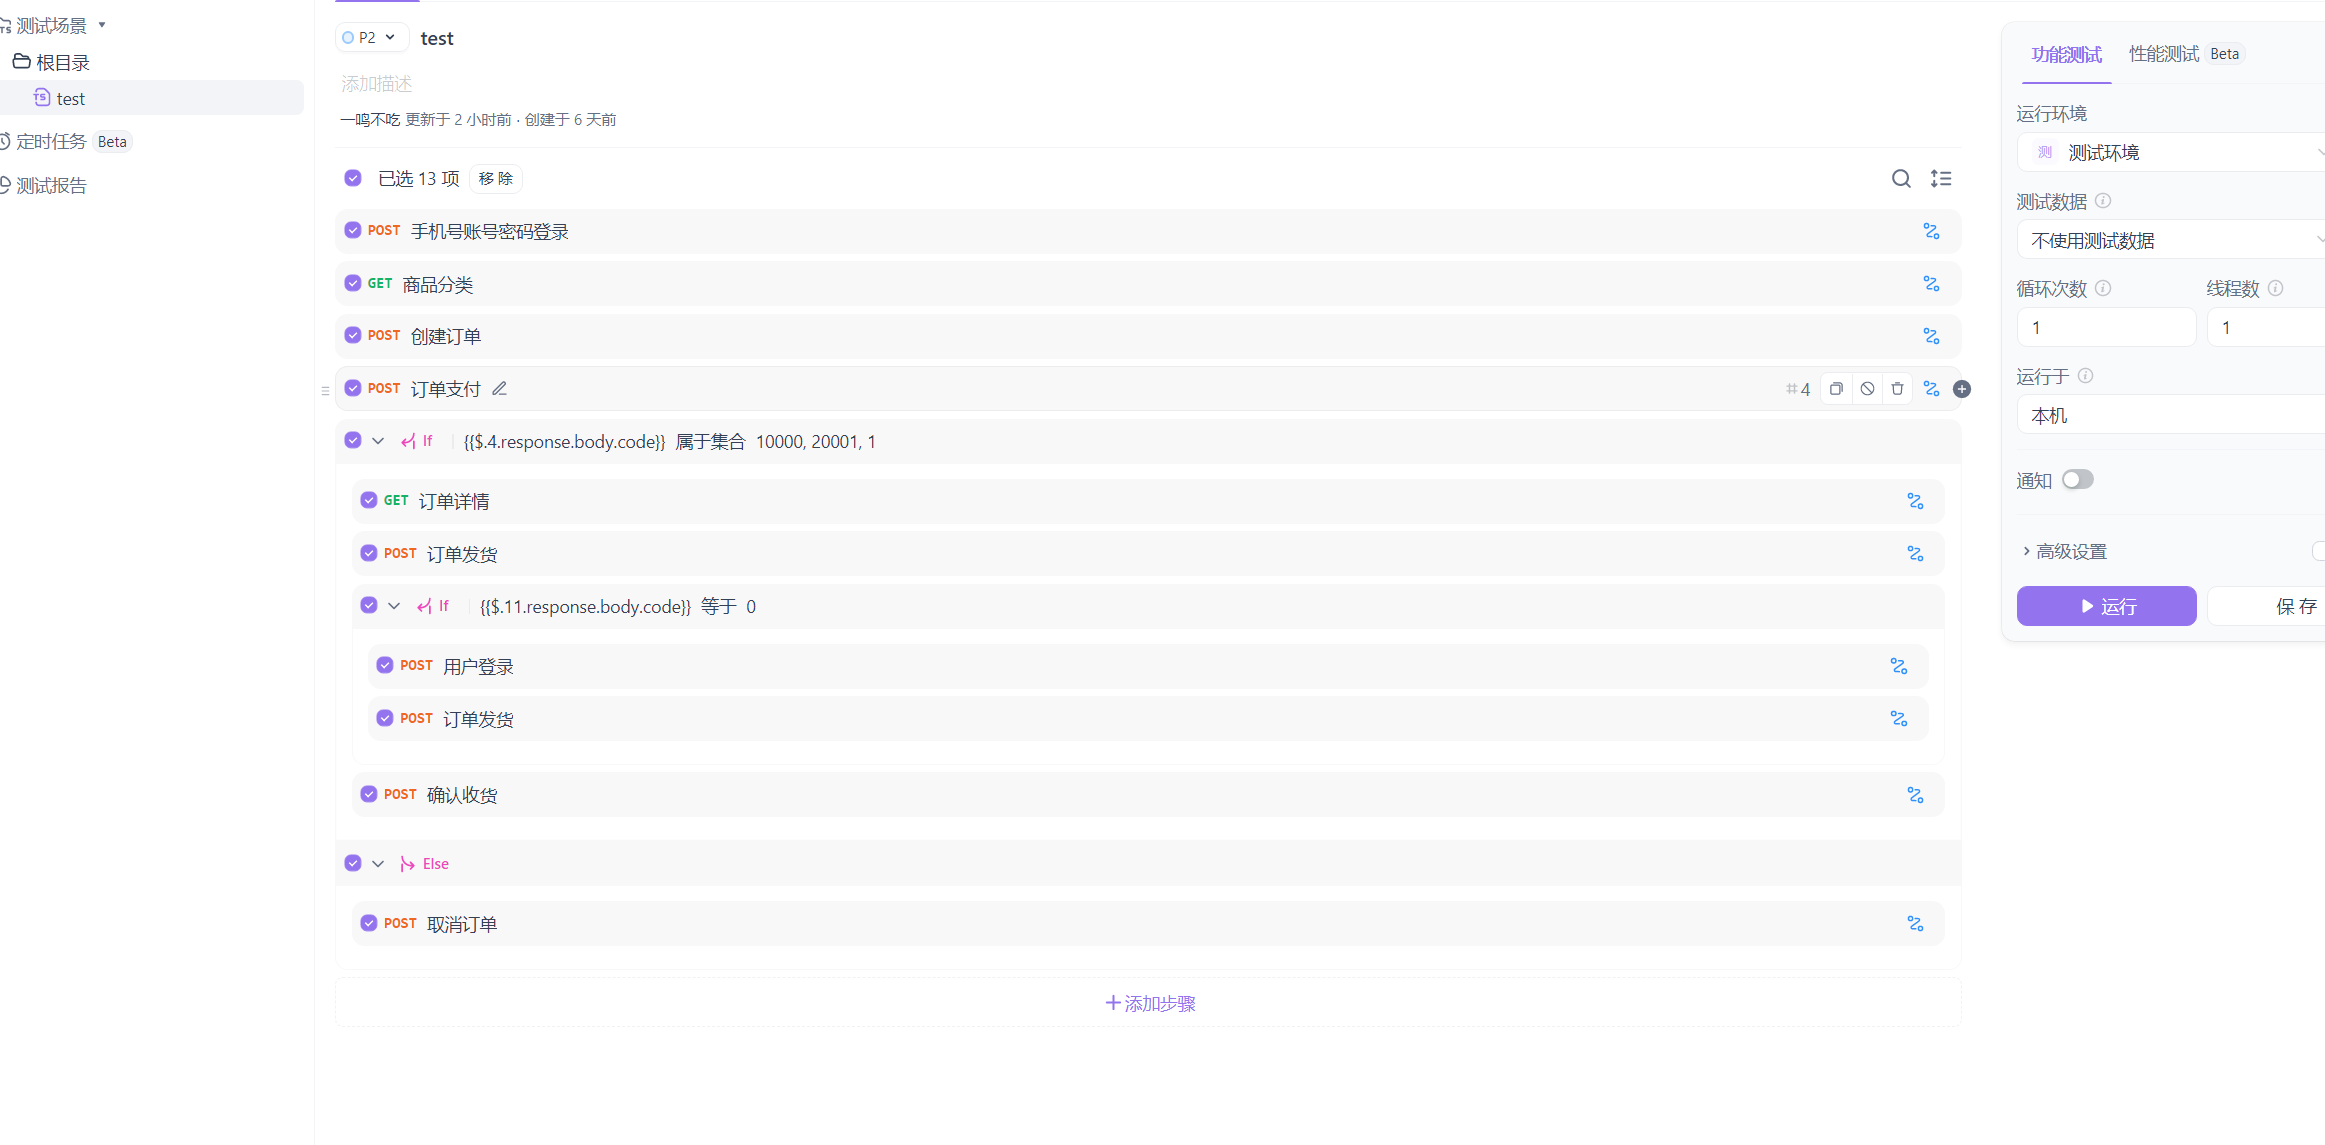 测试场景
根目录
test
定时任务 Beta
测试报告
P2 test
添加描述
一鸣不吃 更新于 2 小时前 · 创建于 6 天前
已选 13 项 移 除
POST 手机号账号密码登录
GET 商品分类
POST 创建订单
POST 订单支付 #4
If {{$.4.response.body.code}} 属于集合 10000, 20001, 1
GET 订单详情
POST 订单发货
If {{$.11.response.body.code}} 等于 0
POST 用户登录
POST 订单发货
POST 确认收货
Else
POST 取消订单
添加步骤
功能测试 性能测试 Beta
运行环境
测 测试环境
测试数据
不使用测试数据
循环次数 线程数
1 1
运行于
本机
通知
高级设置
运行 保 存